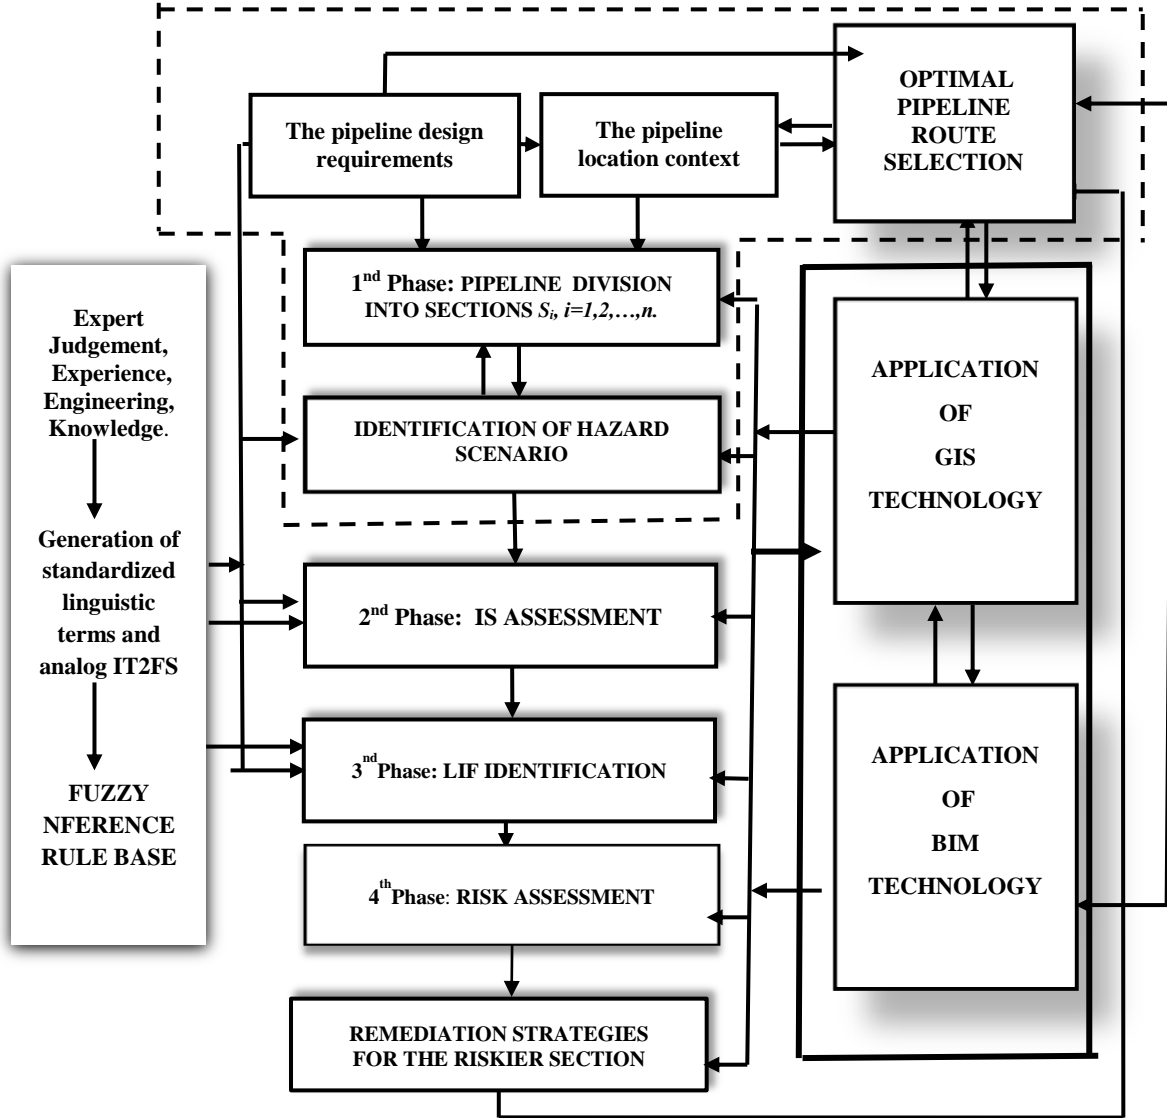 OPTIMAL
PIPELINE
ROUTE
SELECTION
The pipeline design
requirements
The pipeline
location context
1nd Phase: PIPELINE DIVISION
INTO SECTIONS Si, i=1,2,…,n.
IDENTIFICATION OF HAZARD
SCENARIO
2nd Phase: IS ASSESSMENT
3nd Phase: LIF IDENTIFICATION
4th Phase: RISK ASSESSMENT
REMEDIATION STRATEGIES
FOR THE RISKIER SECTION
Expert
Judgement,
Experience,
Engineering,
Knowledge.
Generation of
standardized
linguistic
terms and
analog IT2FS
FUZZY
NFERENCE
RULE BASE
APPLICATION
OF
GIS
TECHNOLOGY
APPLICATION
OF
BIM
TECHNOLOGY